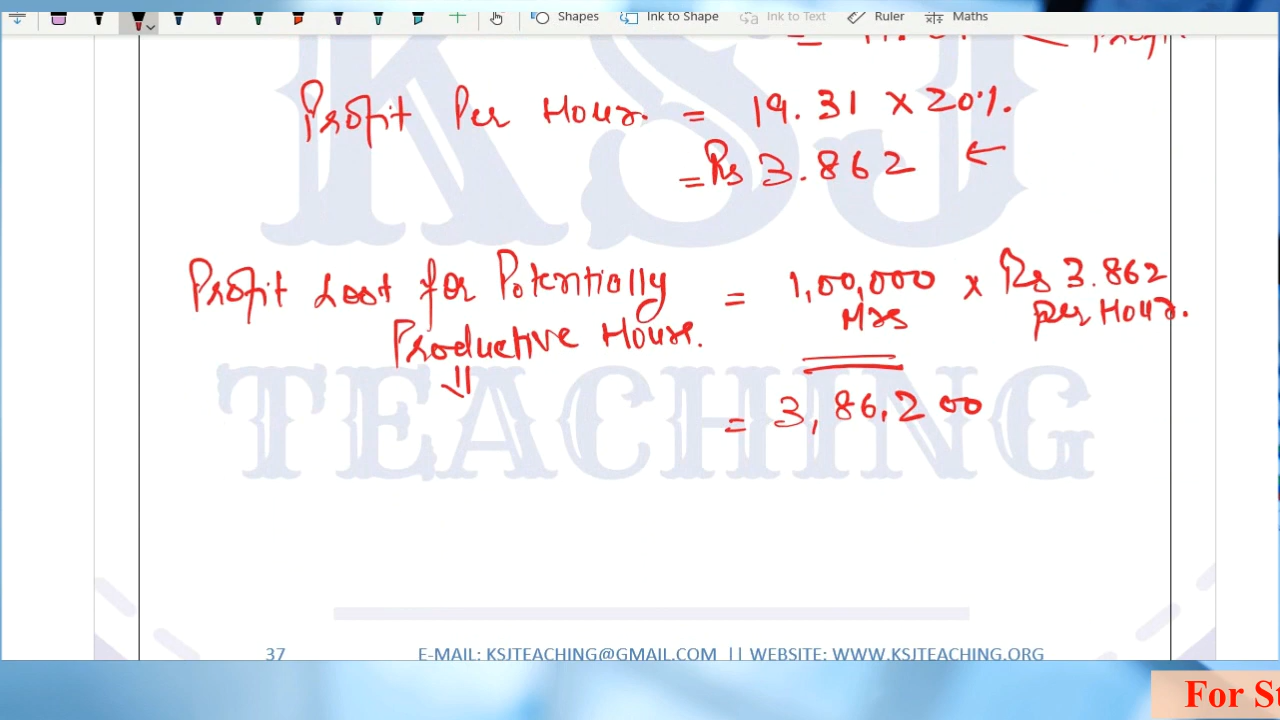 Shapes Ink to Shape Ink to Text Ruler Maths
Profit Per Hour. = 19.31 x 20%.
= Rs 3.862 ←
Profit Lost for Potentially = 1,00,000 x Rs 3.862
Productive Hours. Hrs per Hour.
⇓
= 3,86,200
KSJ
TEACHING
37 E-MAIL: KSJTEACHING@GMAIL.COM || WEBSITE: WWW.KSJTEACHING.ORG
For St